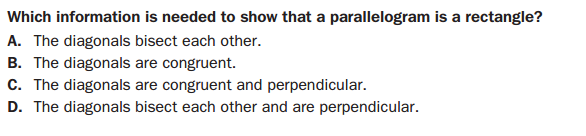 Which information is needed to show that a parallelogram is a rectangle?
A. The diagonals bisect each other.
B. The diagonals are congruent.
C. The diagonals are congruent and perpendicular.
D. The diagonals bisect each other and are perpendicular.